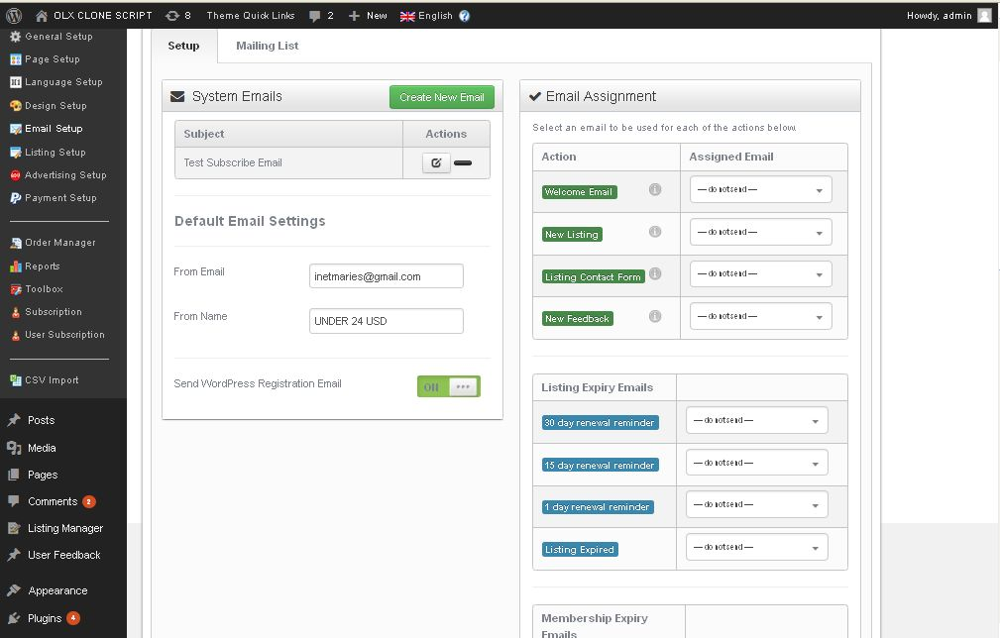 OLX CLONE SCRIPT 8 Theme Quick Links 2 New English Howdy, admin
General Setup
Page Setup
Language Setup
Design Setup
Email Setup
Listing Setup
Advertising Setup
Payment Setup
Order Manager
Reports
Toolbox
Subscription
User Subscription
CSV Import
Posts
Media
Pages
Comments 2
Listing Manager
User Feedback
Appearance
Plugins 4
Setup Mailing List
System Emails Create New Email
Subject Actions
Test Subscribe Email
Default Email Settings
From Email inetmaries@gmail.com
From Name UNDER 24 USD
Send WordPress Registration Email
Email Assignment
Select an email to be used for each of the actions below.
Action Assigned Email
Welcome Email — do not send —
New Listing — do not send —
Listing Contact Form — do not send —
New Feedback — do not send —
Listing Expiry Emails
30 day renewal reminder — do not send —
15 day renewal reminder — do not send —
1 day renewal reminder — do not send —
Listing Expired — do not send —
Membership Expiry
Emails